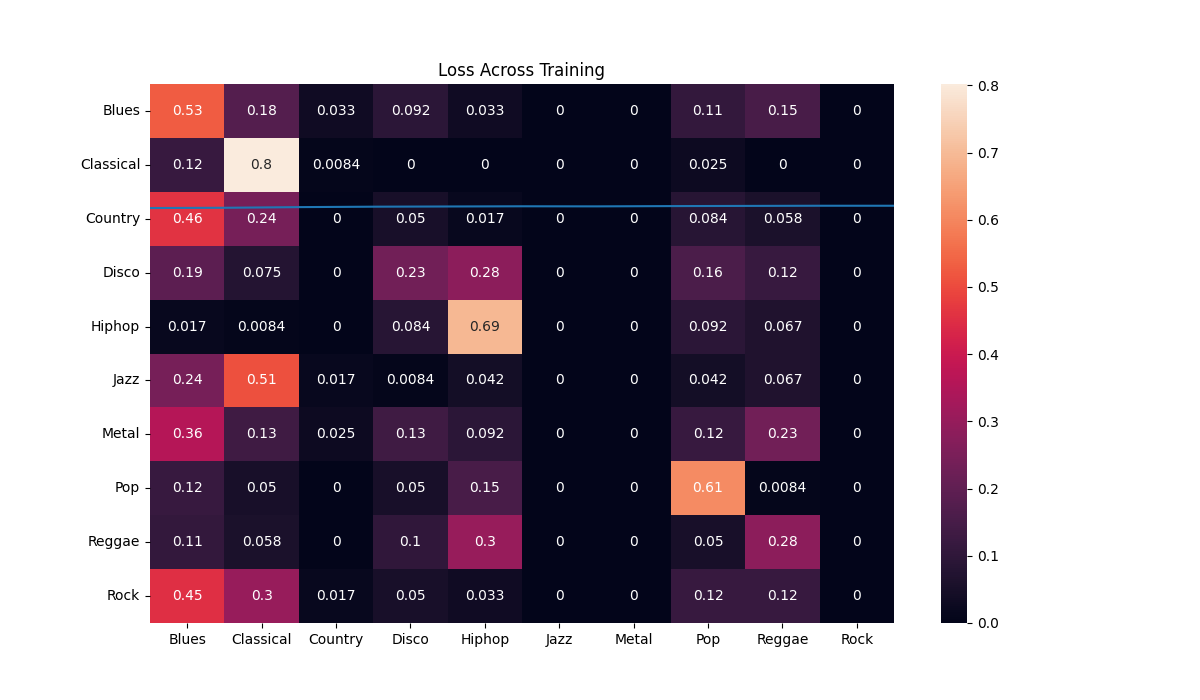 Loss Across Training
Blues 0.53 0.18 0.033 0.092 0.033 0 0 0.11 0.15 0
Classical 0.12 0.8 0.0084 0 0 0 0 0.025 0 0
Country 0.46 0.24 0 0.05 0.017 0 0 0.084 0.058 0
Disco 0.19 0.075 0 0.23 0.28 0 0 0.16 0.12 0
Hiphop 0.017 0.0084 0 0.084 0.69 0 0 0.092 0.067 0
Jazz 0.24 0.51 0.017 0.0084 0.042 0 0 0.042 0.067 0
Metal 0.36 0.13 0.025 0.13 0.092 0 0 0.12 0.23 0
Pop 0.12 0.05 0 0.05 0.15 0 0 0.61 0.0084 0
Reggae 0.11 0.058 0 0.1 0.3 0 0 0.05 0.28 0
Rock 0.45 0.3 0.017 0.05 0.033 0 0 0.12 0.12 0
Blues Classical Country Disco Hiphop Jazz Metal Pop Reggae Rock
0.8
0.7
0.6
0.5
0.4
0.3
0.2
0.1
0.0